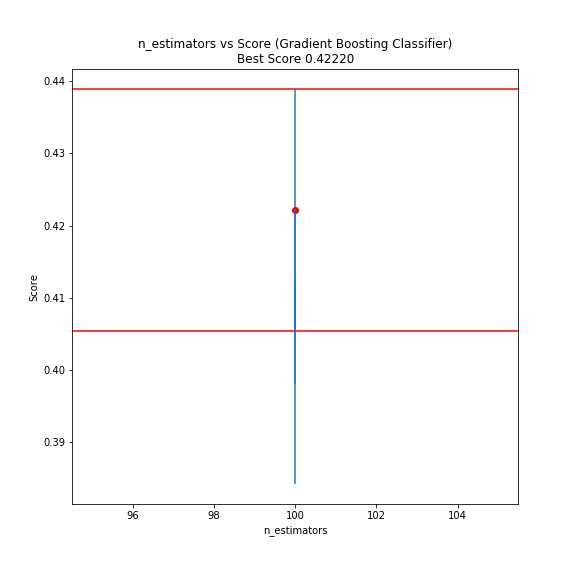 n_estimators vs Score (Gradient Boosting Classifier)
Best Score 0.42220
0.44
0.43
0.42
0.41
0.40
0.39
Score
96
98
100
102
104
n_estimators